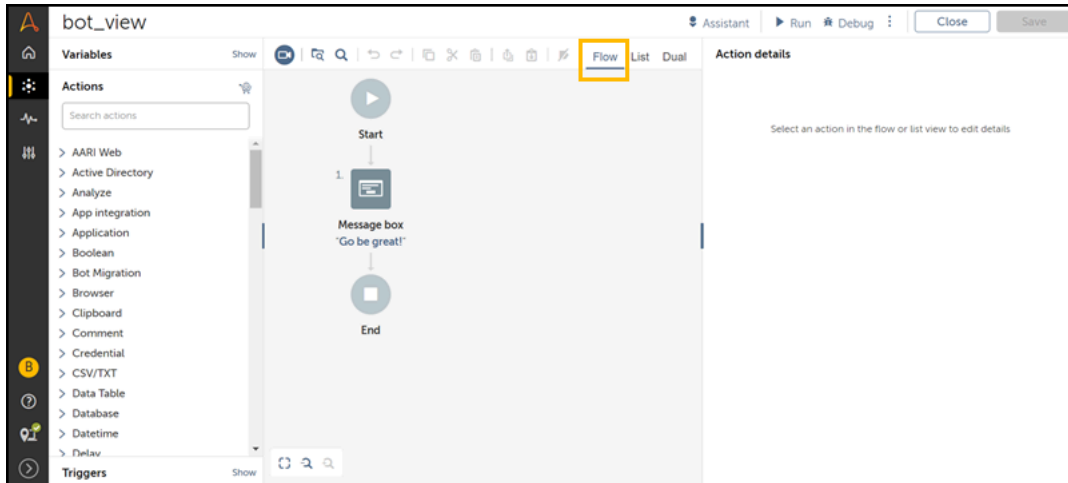 bot_view
Assistant
Run
Debug
Close
Save
Variables
Show
Flow
List
Dual
Action details
Actions
Search actions
Select an action in the flow or list view to edit details
Start
AARI Web
Active Directory
Analyze
App integration
Application
Boolean
Bot Migration
Browser
Clipboard
Comment
Credential
CSV/TXT
Data Table
Database
Datetime
Delay
1.
Message box
"Go be great!"
End
B
Triggers
Show